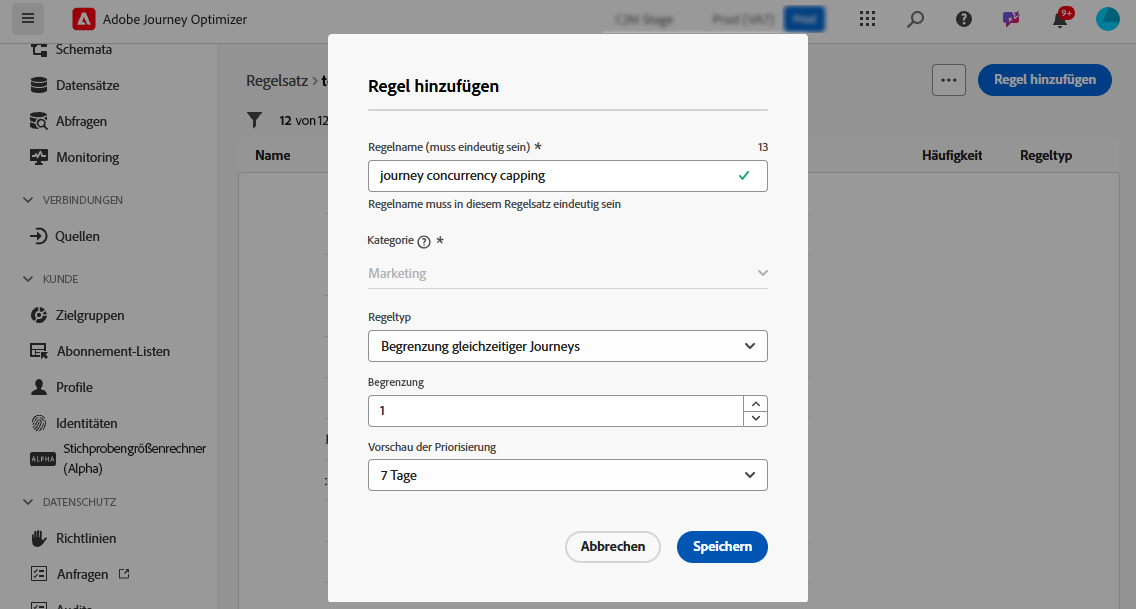 Adobe Journey Optimizer
CJM Stage
Prod (VA7)
Prod
9+
Schemata
Datensätze
Abfragen
Monitoring
VERBINDUNGEN
Quellen
KUNDE
Zielgruppen
Abonnement-Listen
Profile
Identitäten
ALPHA
Stichprobengrößenrechner
(Alpha)
DATENSCHUTZ
Richtlinien
Anfragen
Audits
Regelsatz
Regel hinzufügen
12 von 12
Name
Häufigkeit
Regeltyp
Regel hinzufügen
Regelname (muss eindeutig sein) *
13
journey concurrency capping
Regelname muss in diesem Regelsatz eindeutig sein
Kategorie ? *
Marketing
Regeltyp
Begrenzung gleichzeitiger Journeys
Begrenzung
1
Vorschau der Priorisierung
7 Tage
Abbrechen
Speichern